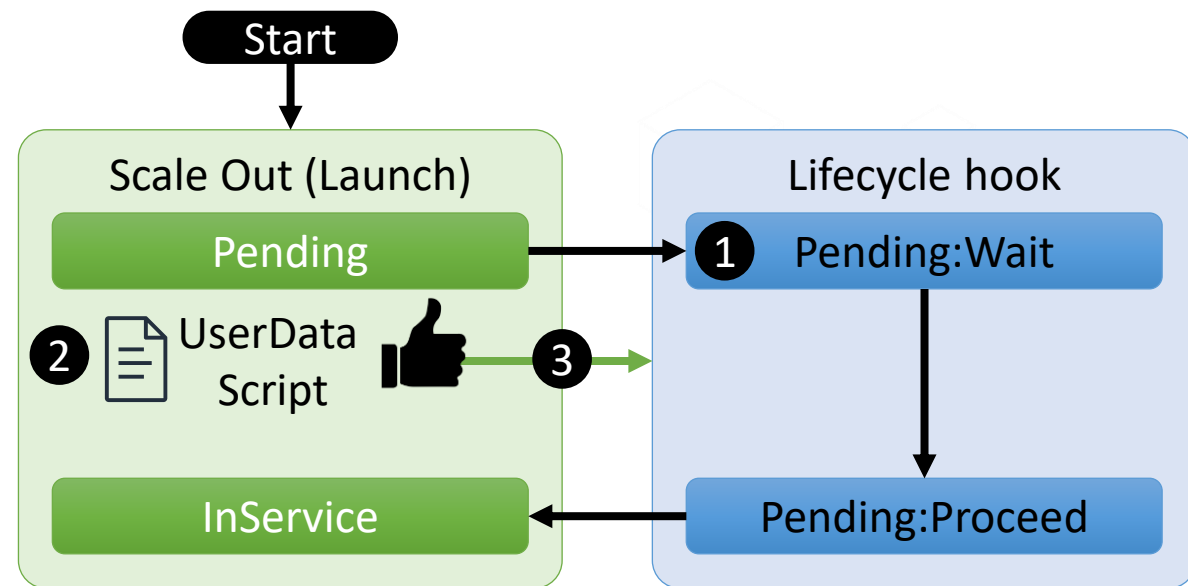 Start
Scale Out (Launch)
Lifecycle hook
Pending
1
Pending:Wait
2
UserData
Script
3
InService
Pending:Proceed